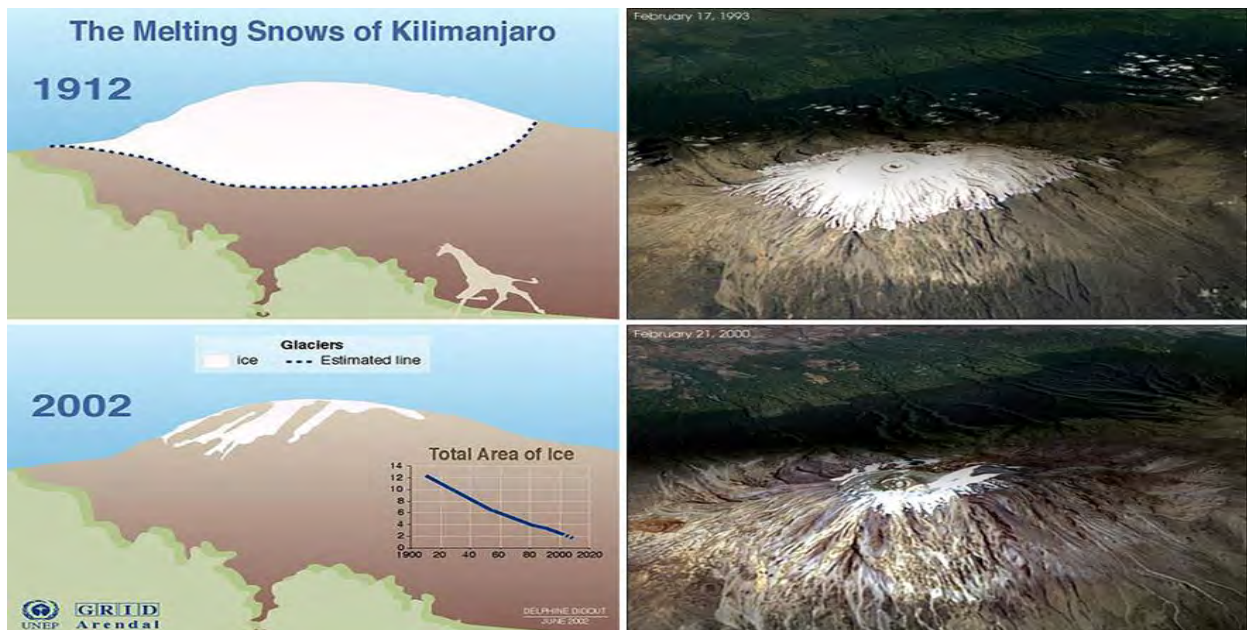 The Melting Snows of Kilimanjaro
1912
February 17, 1993
2002
Glaciers
ice
Estimated line
Total Area of Ice
14
12
10
8
6
4
2
0
1900 20 40 60 80 2000 2020
UNEP
GRID
Arendal
DELPHINE DIGOUT
JUNE 2002
February 21, 2000